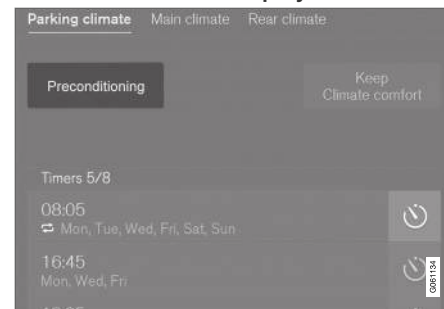 Parking climate Main climate Rear climate
Preconditioning
Keep
Climate comfort
Timers 5/8
08:05
Mon, Tue, Wed, Fri, Sat, Sun
16:45
Mon, Wed, Fri
G061134